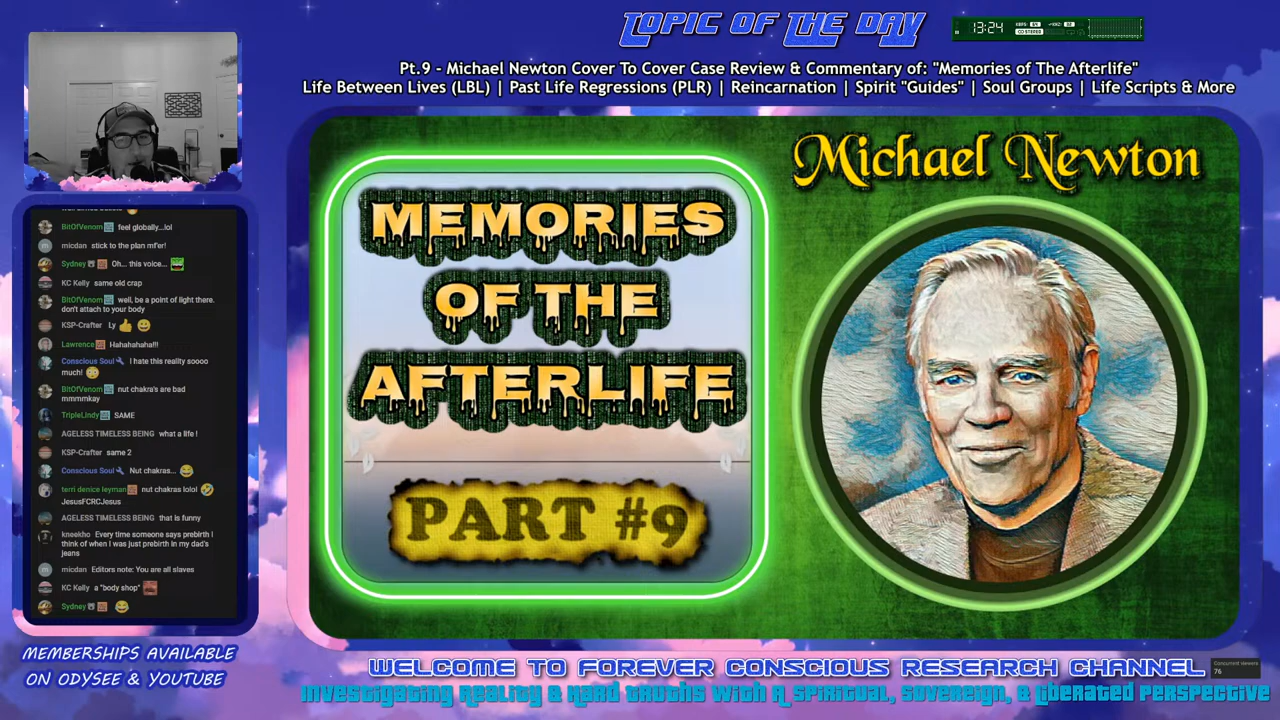 TOPIC OF THE DAY
13:24
Pt.9 - Michael Newton Cover To Cover Case Review & Commentary of: "Memories of The Afterlife"
Life Between Lives (LBL) | Past Life Regressions (PLR) | Reincarnation | Spirit "Guides" | Soul Groups | Life Scripts & More
Michael Newton
MEMORIES
OF THE
AFTERLIFE
PART #9
BitOfVenom feel globally...lol
micdan stick to the plan mf'er!
Sydney Oh... this voice...
KC Kelly same old crap
BitOfVenom well, be a point of light there.
don't attach to your body
KSP-Crafter Ly
Lawrence Hahahahaha!!!
Conscious Soul I hate this reality soooo
much!
BitOfVenom nut chakra's are bad
mmmmkay
TripleLindy SAME
AGELESS TIMELESS BEING what a life !
KSP-Crafter same 2
Conscious Soul Nut chakras...
terri denice leyman nut chakras lolol
JesusFCRCJesus
AGELESS TIMELESS BEING that is funny
kneekho Every time someone says prebirth I
think of when I was just prebirth in my dad's
jeans
micdan Editors note: You are all slaves
KC Kelly a "body shop"
Sydney
MEMBERSHIPS AVAILABLE
ON ODYSEE & YOUTUBE
WELCOME TO FOREVER CONSCIOUS RESEARCH CHANNEL
Concurrent viewers
76
Investigating Reality & Hard Truths With A Spiritual, Sovereign, & Liberated Perspective